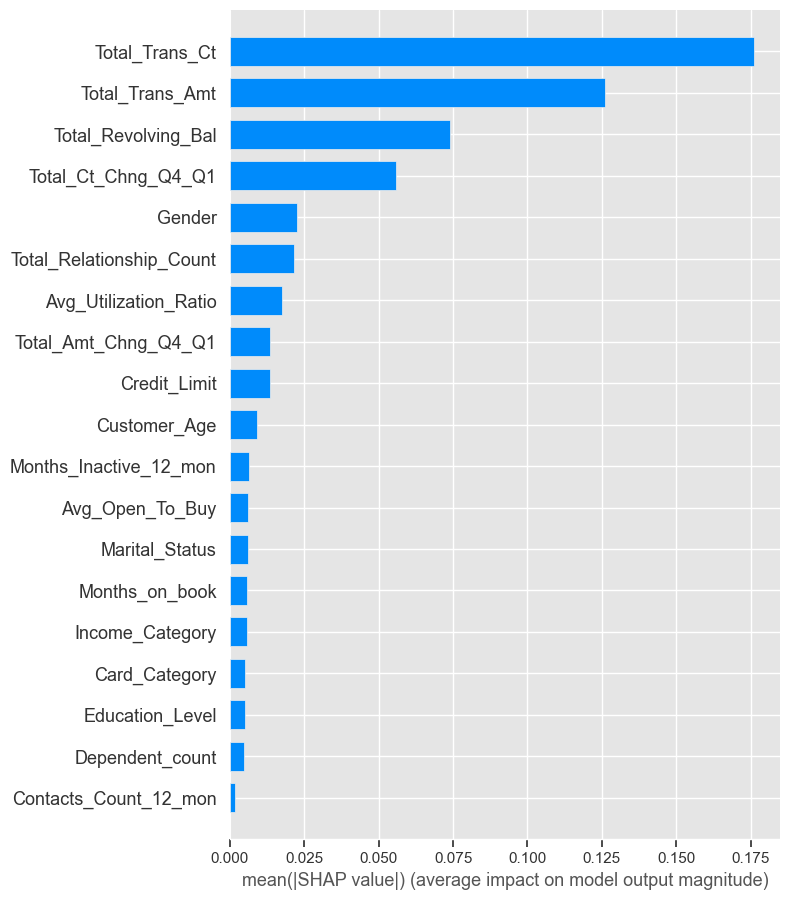 Total_Trans_Ct
Total_Trans_Amt
Total_Revolving_Bal
Total_Ct_Chng_Q4_Q1
Gender
Total_Relationship_Count
Avg_Utilization_Ratio
Total_Amt_Chng_Q4_Q1
Credit_Limit
Customer_Age
Months_Inactive_12_mon
Avg_Open_To_Buy
Marital_Status
Months_on_book
Income_Category
Card_Category
Education_Level
Dependent_count
Contacts_Count_12_mon
0.000 0.025 0.050 0.075 0.100 0.125 0.150 0.175
mean(|SHAP value|) (average impact on model output magnitude)